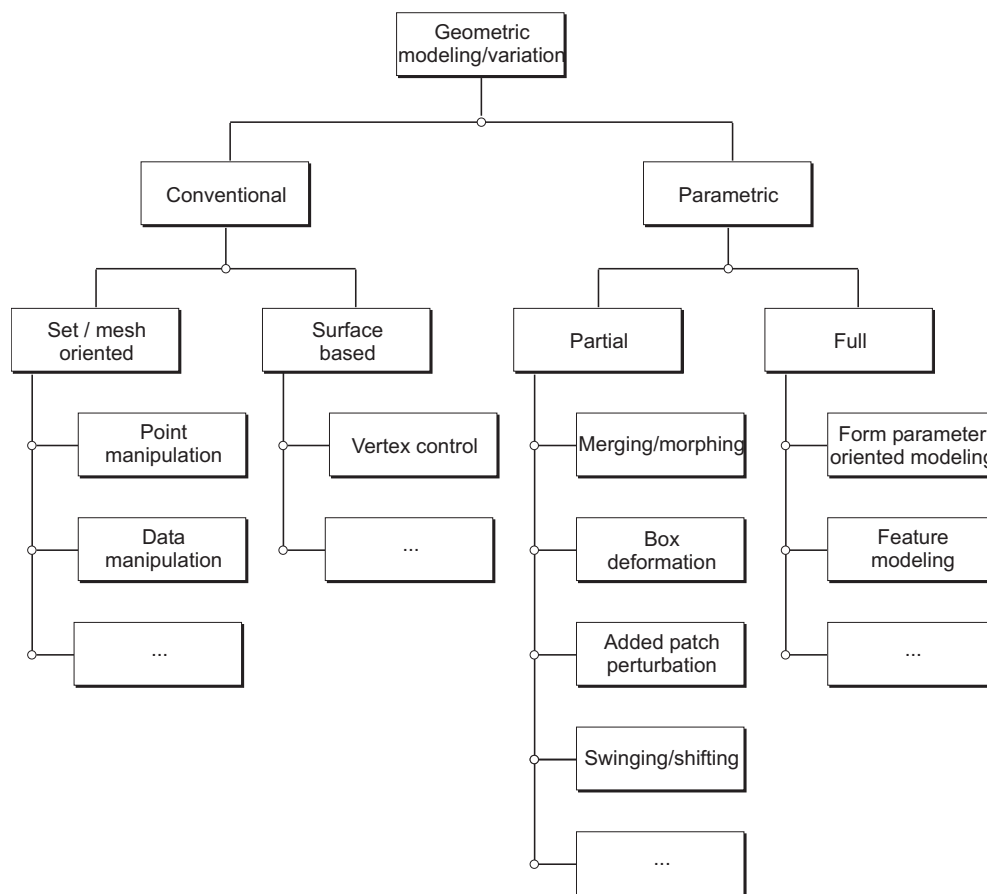 Geometric
modeling/variation
Conventional
Parametric
Set / mesh
oriented
Surface
based
Partial
Full
Point
manipulation
Vertex control
Merging/morphing
Form parameter
oriented modeling
Data
manipulation
...
Box
deformation
Feature
modeling
...
Added patch
perturbation
...
Swinging/shifting
...